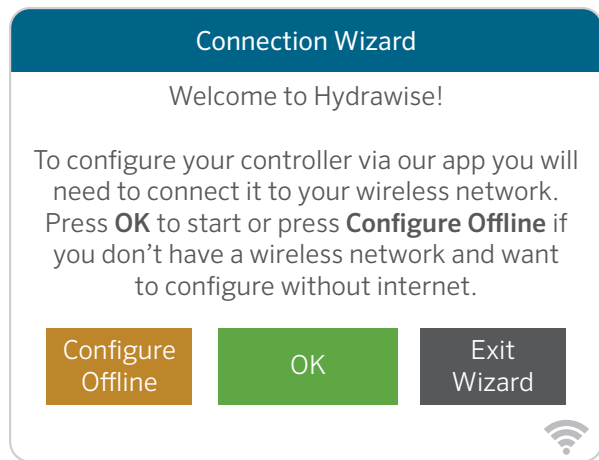 Connection Wizard
Welcome to Hydrawise!
To configure your controller via our app you will
need to connect it to your wireless network.
Press OK to start or press Configure Offline if
you don’t have a wireless network and want
to configure without internet.
Configure
Offline
OK
Exit
Wizard